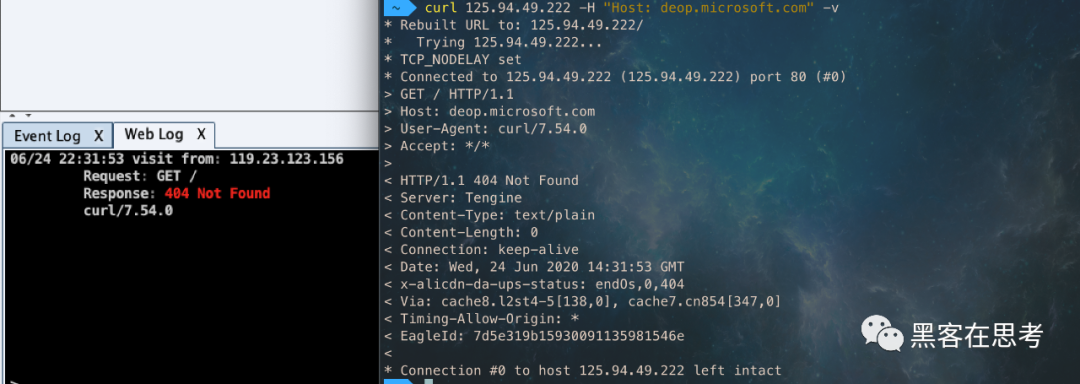 Event Log X Web Log X
06/24 22:31:53 visit from: 119.23.123.156
Request: GET /
Response: 404 Not Found
curl/7.54.0
~ curl 125.94.49.222 -H "Host: deop.microsoft.com" -v
* Rebuilt URL to: 125.94.49.222/
* Trying 125.94.49.222...
* TCP_NODELAY set
* Connected to 125.94.49.222 (125.94.49.222) port 80 (#0)
> GET / HTTP/1.1
> Host: deop.microsoft.com
> User-Agent: curl/7.54.0
> Accept: */*
>
< HTTP/1.1 404 Not Found
< Server: Tengine
< Content-Type: text/plain
< Content-Length: 0
< Connection: keep-alive
< Date: Wed, 24 Jun 2020 14:31:53 GMT
< x-alicdn-da-ups-status: endOs,0,404
< Via: cache8.l2st4-5[138,0], cache7.cn854[347,0]
< Timing-Allow-Origin: *
< EagleId: 7d5e319b15930091135981546e
<
* Connection #0 to host 125.94.49.222 left intact
黑客在思考